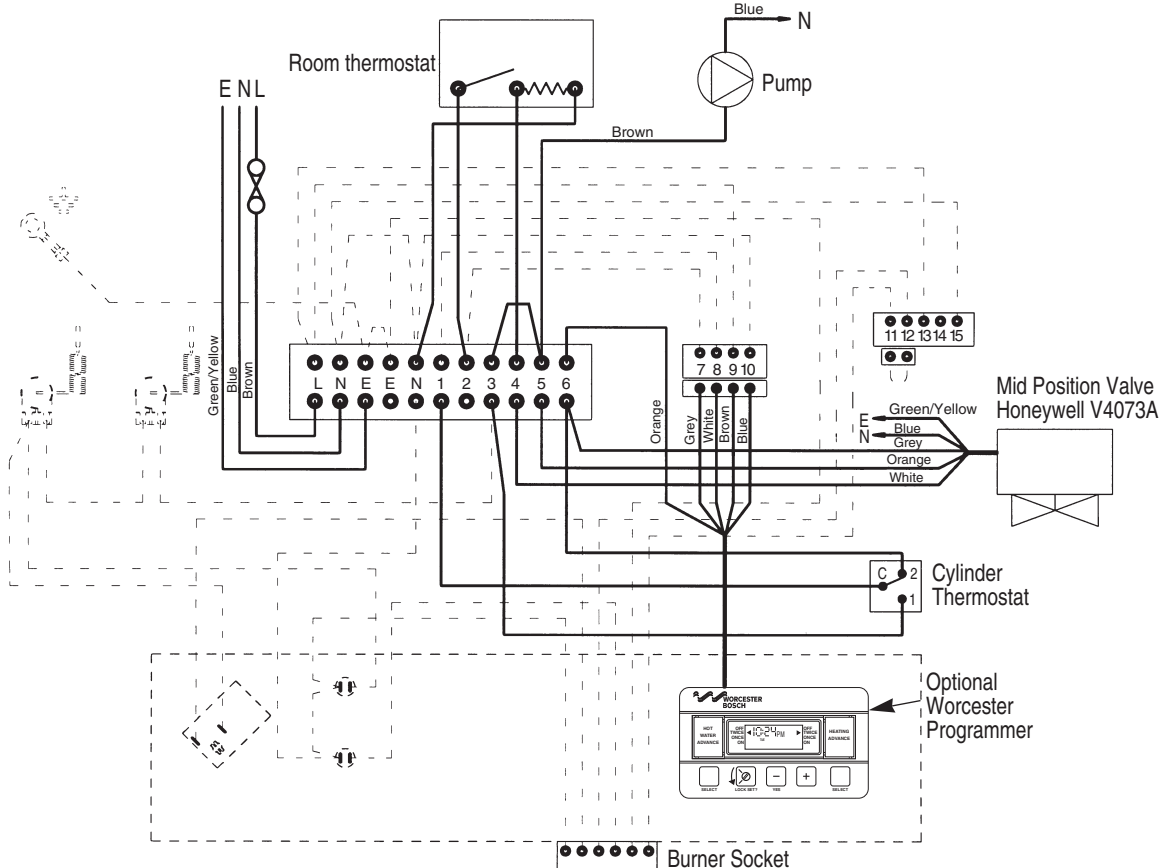 Blue
N
Room thermostat
Pump
E N L
Brown
Green/Yellow
Blue
Brown
L N E E N 1 2 3 4 5 6
7 8 9 10
11 12 13 14 15
Orange
Grey
White
Brown
Blue
Mid Position Valve
Honeywell V4073A
E
N
Green/Yellow
Blue
Grey
Orange
White
C 2
1
Cylinder
Thermostat
Optional
Worcester
Programmer
WORCESTER
BOSCH
HOT
WATER
ADVANCE
OFF
TWICE
ONCE
ON
10:24 PM
OFF
TWICE
ONCE
ON
HEATING
ADVANCE
SELECT
LOCK SET?
− +
YES
SELECT
Burner Socket